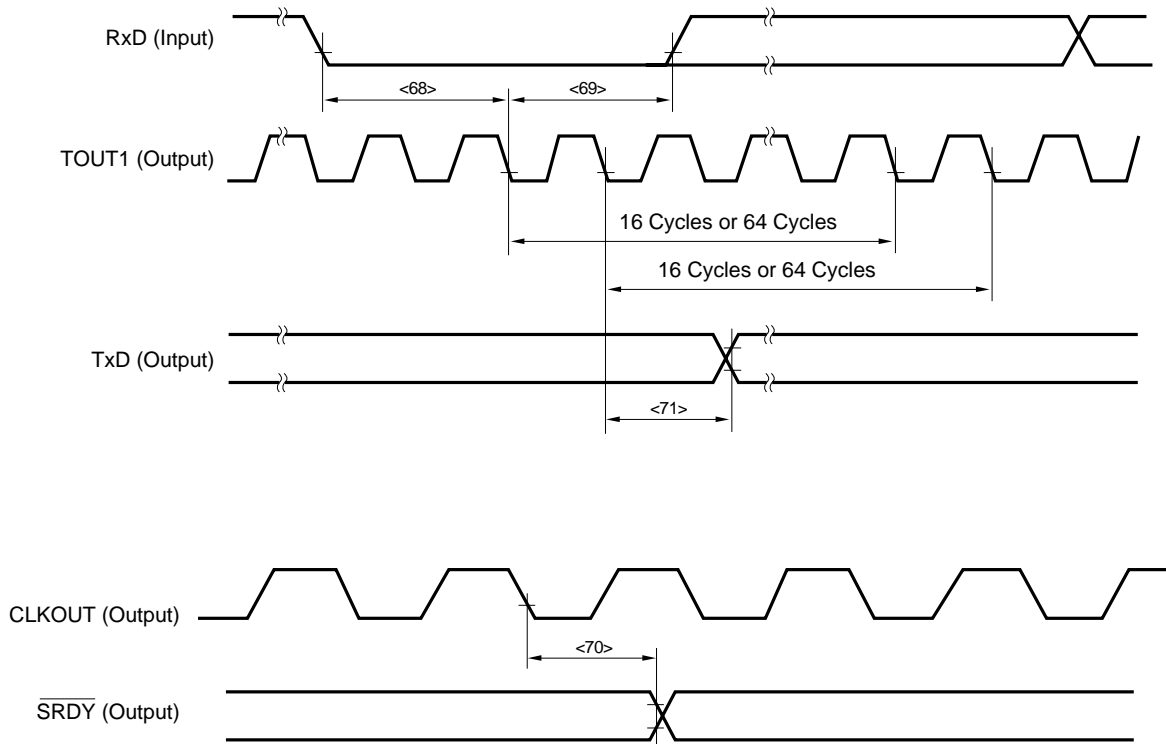 RxD (Input)
<68>
<69>
TOUT1 (Output)
16 Cycles or 64 Cycles
16 Cycles or 64 Cycles
TxD (Output)
<71>
CLKOUT (Output)
<70>
SRDY (Output)